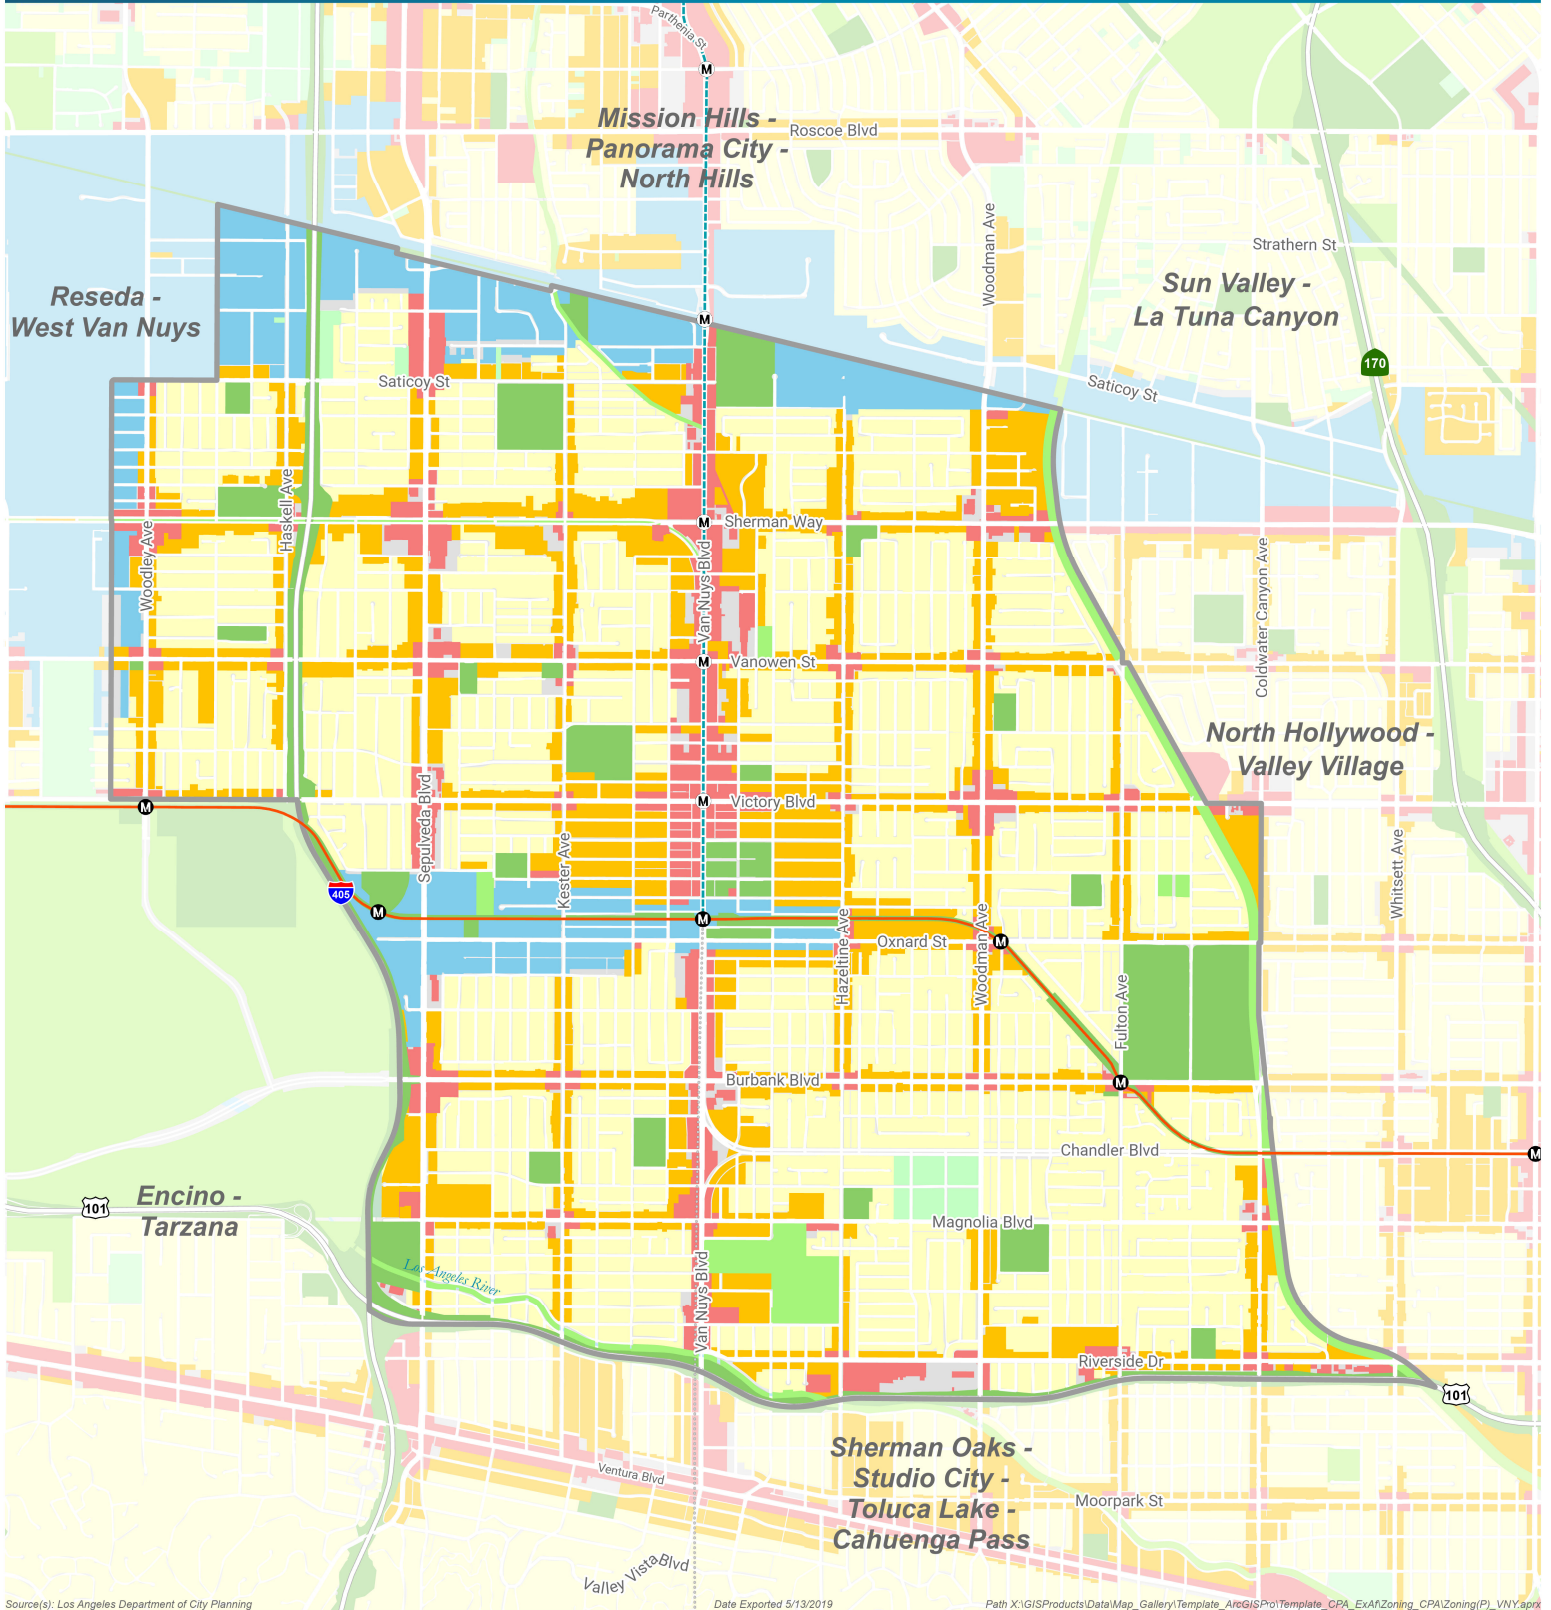 Parthenia St
M
Mission Hills -
Panorama City -
North Hills
Roscoe Blvd
Woodman Ave
Strathern St
Reseda -
West Van Nuys
Sun Valley -
La Tuna Canyon
M
170
Saticoy St
Saticoy St
Haskell Ave
Woodley Ave
M
Sherman Way
Van Nuys Blvd
Coldwater Canyon Ave
M
Vanowen St
North Hollywood -
Valley Village
M
M
Victory Blvd
Sepulveda Blvd
Kester Ave
Whitsett Ave
405
M
M
Hazeltine Ave
Oxnard St
Woodman Ave
M
Fulton Ave
Burbank Blvd
M
Chandler Blvd
M
Encino -
Tarzana
101
Magnolia Blvd
Los Angeles River
Van Nuys Blvd
Riverside Dr
101
Sherman Oaks -
Studio City -
Toluca Lake -
Cahuenga Pass
Ventura Blvd
Moorpark St
Valley Vista Blvd
Source(s): Los Angeles Department of City Planning
Date Exported 5/13/2019
Path X:\GISProducts\Data\Map_Gallery\Template_ArcGISPro\Template_CPA_ExAf\Zoning_CPA\Zoning(P)_VNY.aprx